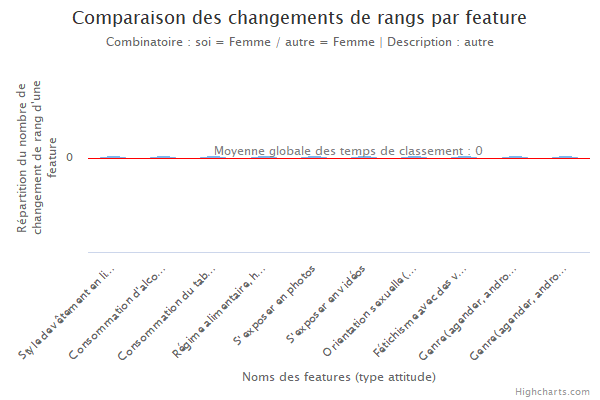 Comparaison des changements de rangs par feature
Combinatoire : soi = Femme / autre = Femme | Description : autre
Répartition du nombre de
changement de rang d'une
feature
0
Moyenne globale des temps de classement : 0
Style de vêtement en li...
Consommation d'alco...
Consommation du tab...
Régime alimentaire, h...
S'exposer en photos
S'exposer en vidéos
Orientation sexuelle (...
Fétichisme avec des v...
Genre (agender, andro...
Genre (agender, andro...
Noms des features (type attitude)
Highcharts.com